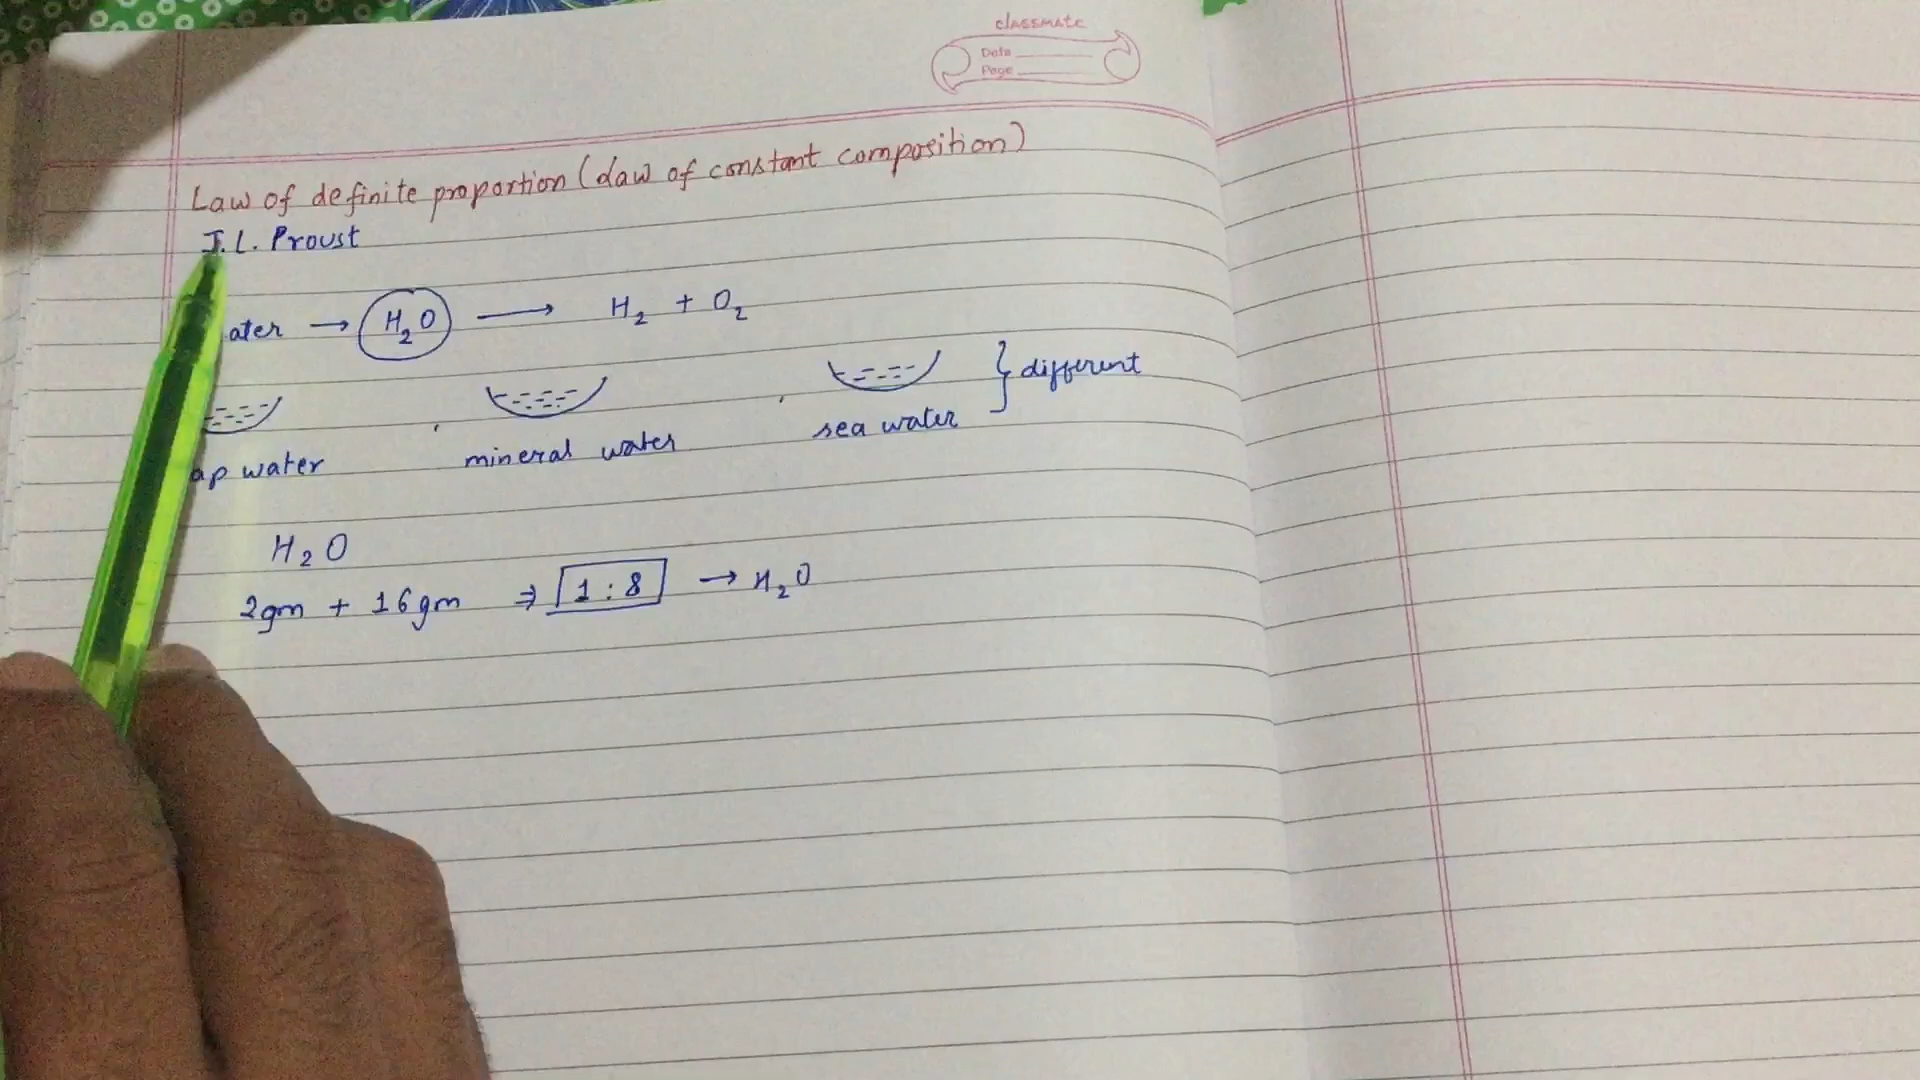 classmate
Date
Page
Law of definite proportion (Law of constant composition)
J.L. Proust
ater → H₂O → H₂ + O₂
different
ap water mineral water sea water
H₂O
2gm + 16gm ⇒ 1 : 8 → H₂O